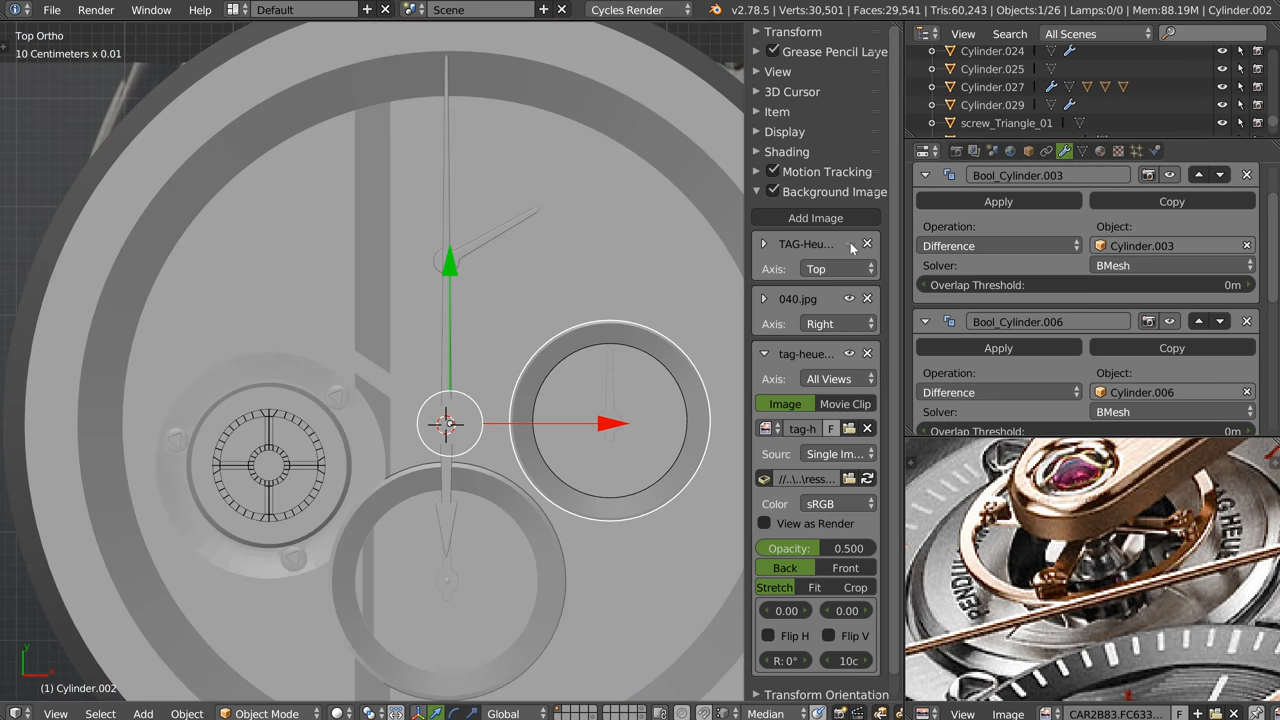 File Render Window Help Default Scene Cycles Render v2.78.5 | Verts:30,501 | Faces:29,541 | Tris:60,243 | Objects:1/26 | Lamps:0/0 | Mem:88.19M | Cylinder.002
Top Ortho
10 Centimeters x 0.01
Transform
Grease Pencil Laye
View
3D Cursor
Item
Display
Shading
Motion Tracking
Background Image
Add Image
TAG-Heu...
Axis: Top
040.jpg
Axis: Right
tag-heue...
Axis: All Views
Image Movie Clip
tag-h F
Sourc Single Im...
//..\..\ress...
Color sRGB
View as Render
Opacity: 0.500
Back Front
Stretch Fit Crop
0.00 0.00
Flip H Flip V
R: 0° 10c
Transform Orientation
View Search All Scenes
Cylinder.024
Cylinder.025
Cylinder.027
Cylinder.029
screw_Triangle_01
Bool_Cylinder.003
Apply Copy
Operation: Object:
Difference Cylinder.003
Solver: BMesh
Overlap Threshold: 0m
Bool_Cylinder.006
Apply Copy
Operation: Object:
Difference Cylinder.006
Solver: BMesh
Overlap Threshold: 0m
AG HEUE
PEND
(1) Cylinder.002
y
View Select Add Object Object Mode Global Median
View Image CAR2B83.FC633...